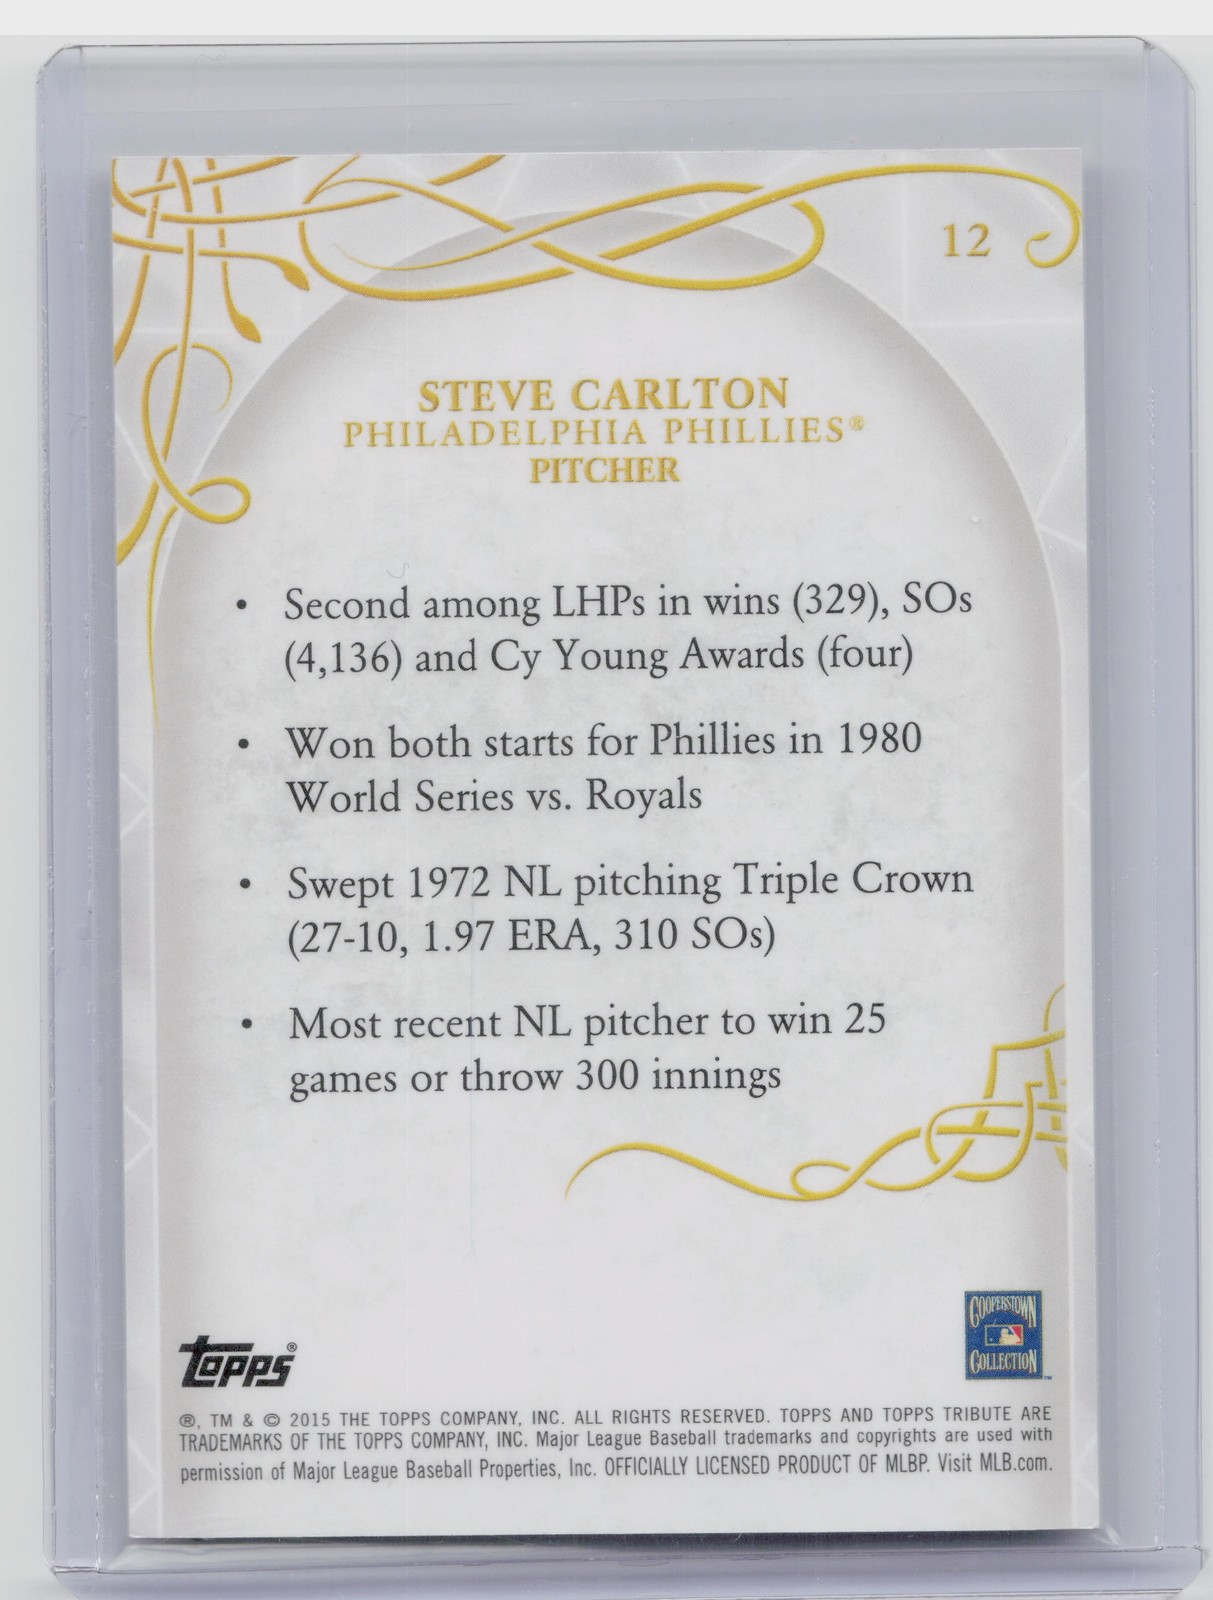 12
STEVE CARLTON
PHILADELPHIA PHILLIES®
PITCHER
• Second among LHPs in wins (329), SOs
(4,136) and Cy Young Awards (four)
• Won both starts for Phillies in 1980
World Series vs. Royals
• Swept 1972 NL pitching Triple Crown
(27-10, 1.97 ERA, 310 SOs)
• Most recent NL pitcher to win 25
games or throw 300 innings
COOPERSTOWN
COLLECTION™
topps®
®, TM & © 2015 THE TOPPS COMPANY, INC. ALL RIGHTS RESERVED. TOPPS AND TOPPS TRIBUTE ARE
TRADEMARKS OF THE TOPPS COMPANY, INC. Major League Baseball trademarks and copyrights are used with
permission of Major League Baseball Properties, Inc. OFFICIALLY LICENSED PRODUCT OF MLBP. Visit MLB.com.